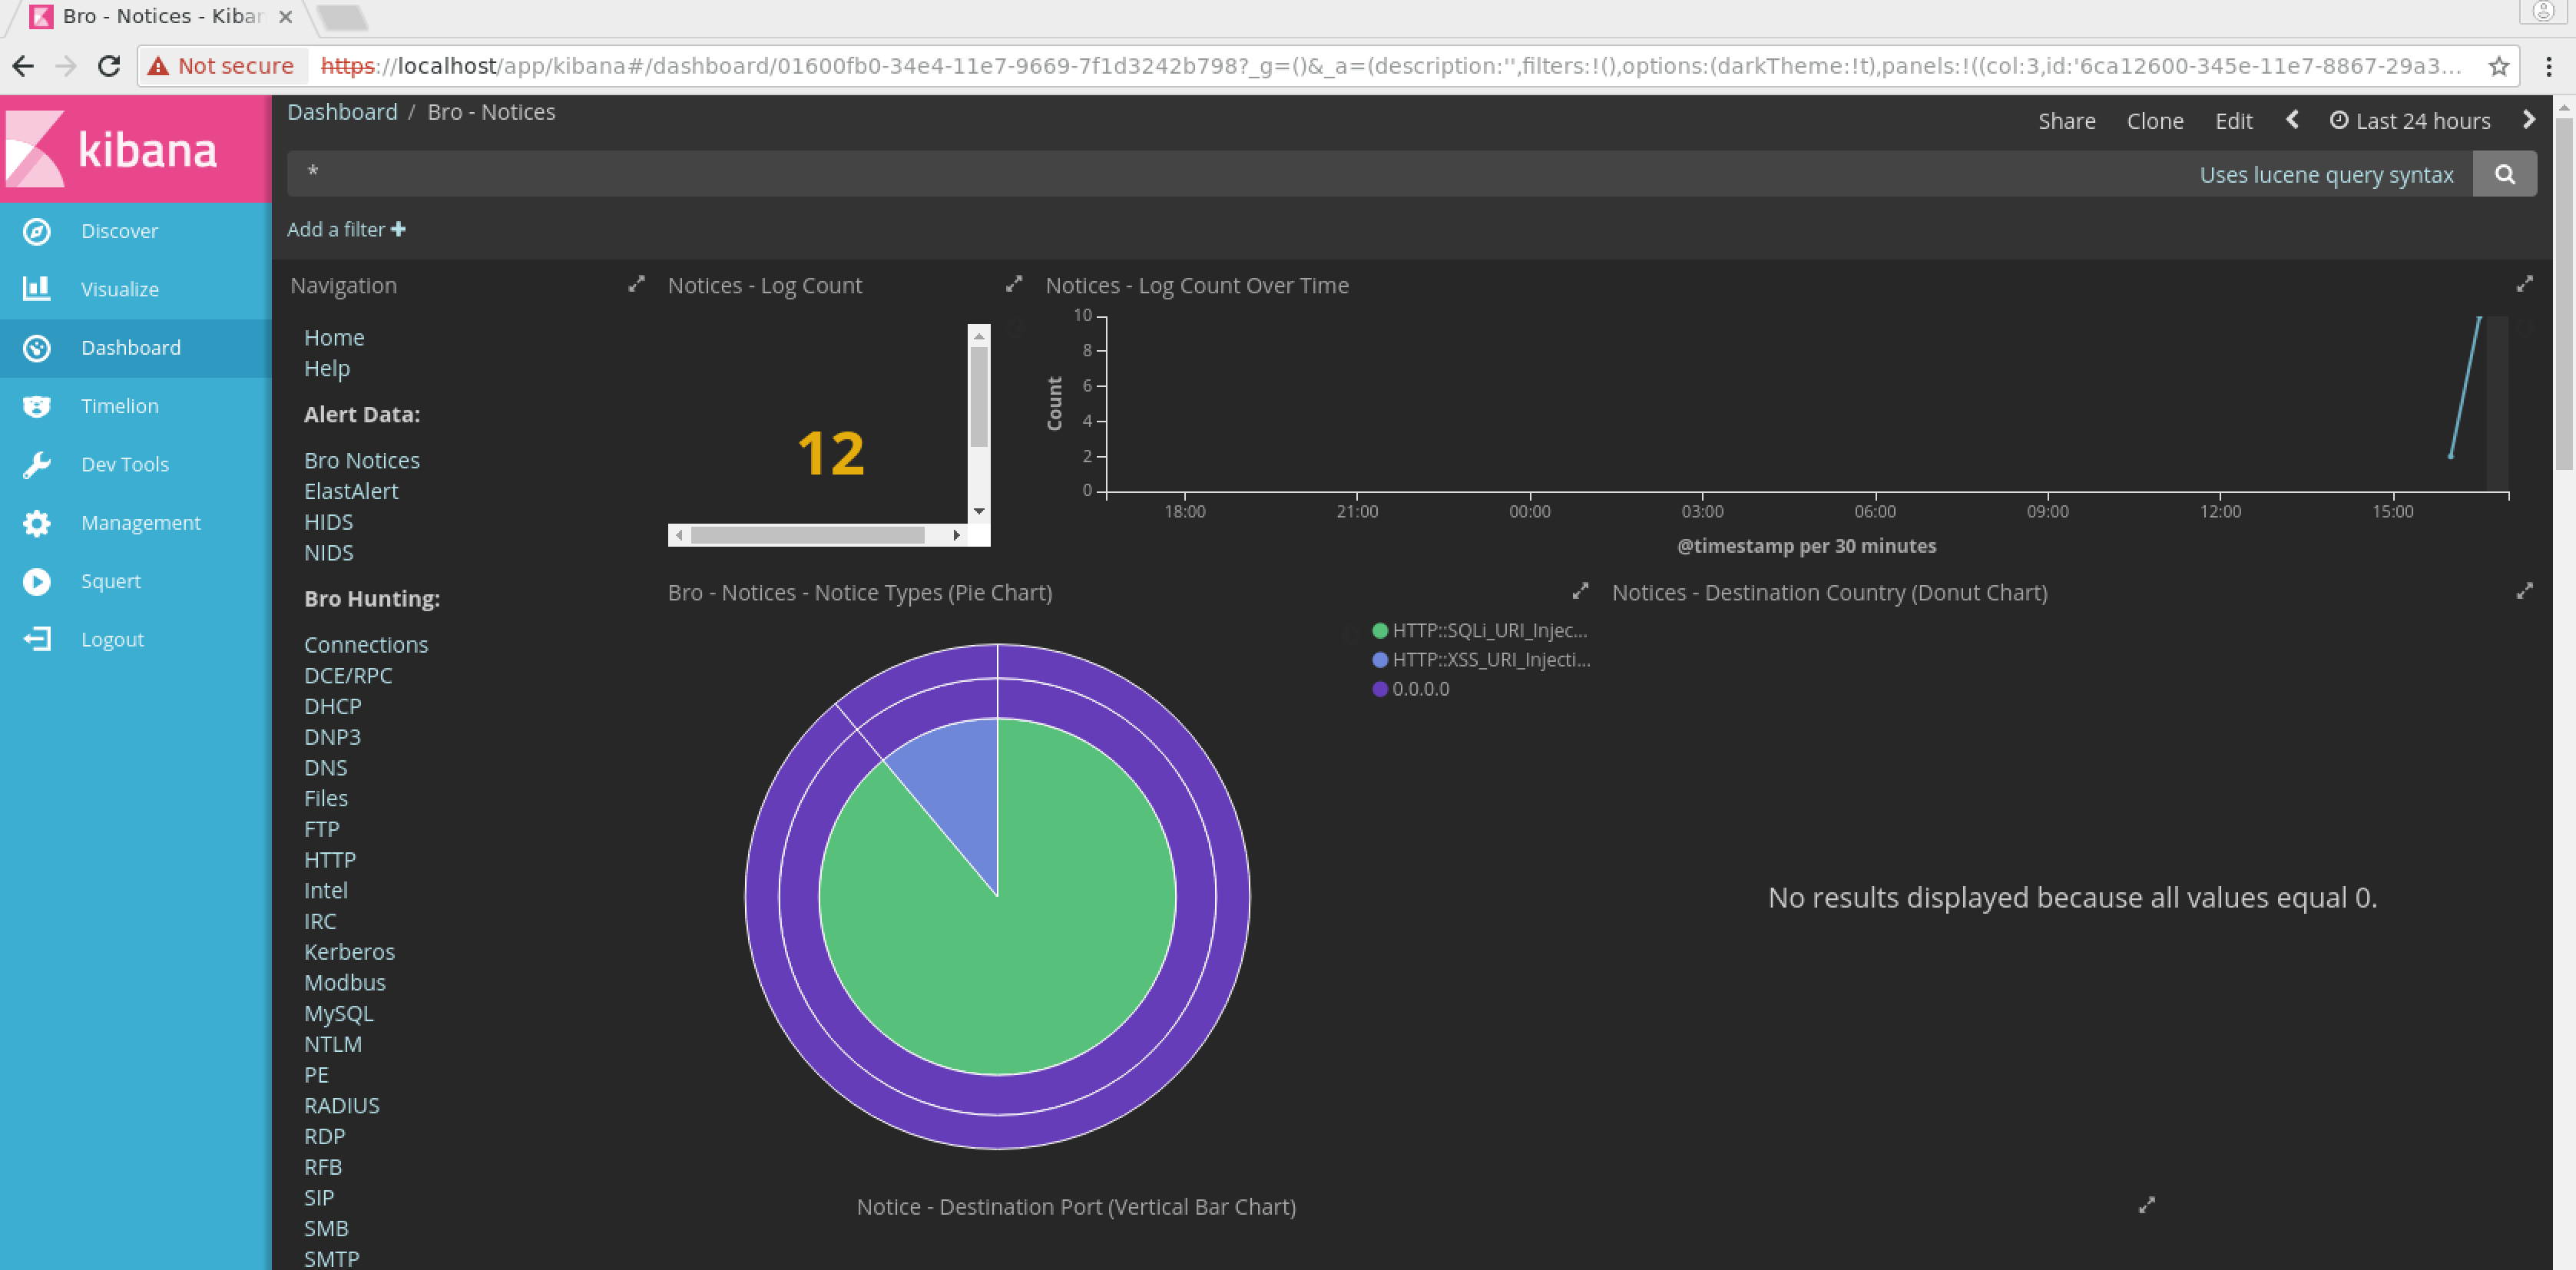 Bro - Notices - Kiban
Not secure
https://localhost/app/kibana#/dashboard/01600fb0-34e4-11e7-9669-7f1d3242b798?_g=()&_a=(description:'',filters:!(),options:(darkTheme:!t),panels:!((col:3,id:'6ca12600-345e-11e7-8867-29a3...
kibana
Discover
Visualize
Dashboard
Timelion
Dev Tools
Management
Squert
Logout
Dashboard / Bro - Notices
Share Clone Edit Last 24 hours
*
Uses lucene query syntax
Add a filter +
Navigation
Home
Help
Alert Data:
Bro Notices
ElastAlert
HIDS
NIDS
Bro Hunting:
Connections
DCE/RPC
DHCP
DNP3
DNS
Files
FTP
HTTP
Intel
IRC
Kerberos
Modbus
MySQL
NTLM
PE
RADIUS
RDP
RFB
SIP
SMB
SMTP
Notices - Log Count
12
Notices - Log Count Over Time
Count
10
8
6
4
2
0
18:00 21:00 00:00 03:00 06:00 09:00 12:00 15:00
@timestamp per 30 minutes
Bro - Notices - Notice Types (Pie Chart)
HTTP::SQLi_URI_Injec...
HTTP::XSS_URI_Injecti...
0.0.0.0
Notices - Destination Country (Donut Chart)
No results displayed because all values equal 0.
Notice - Destination Port (Vertical Bar Chart)